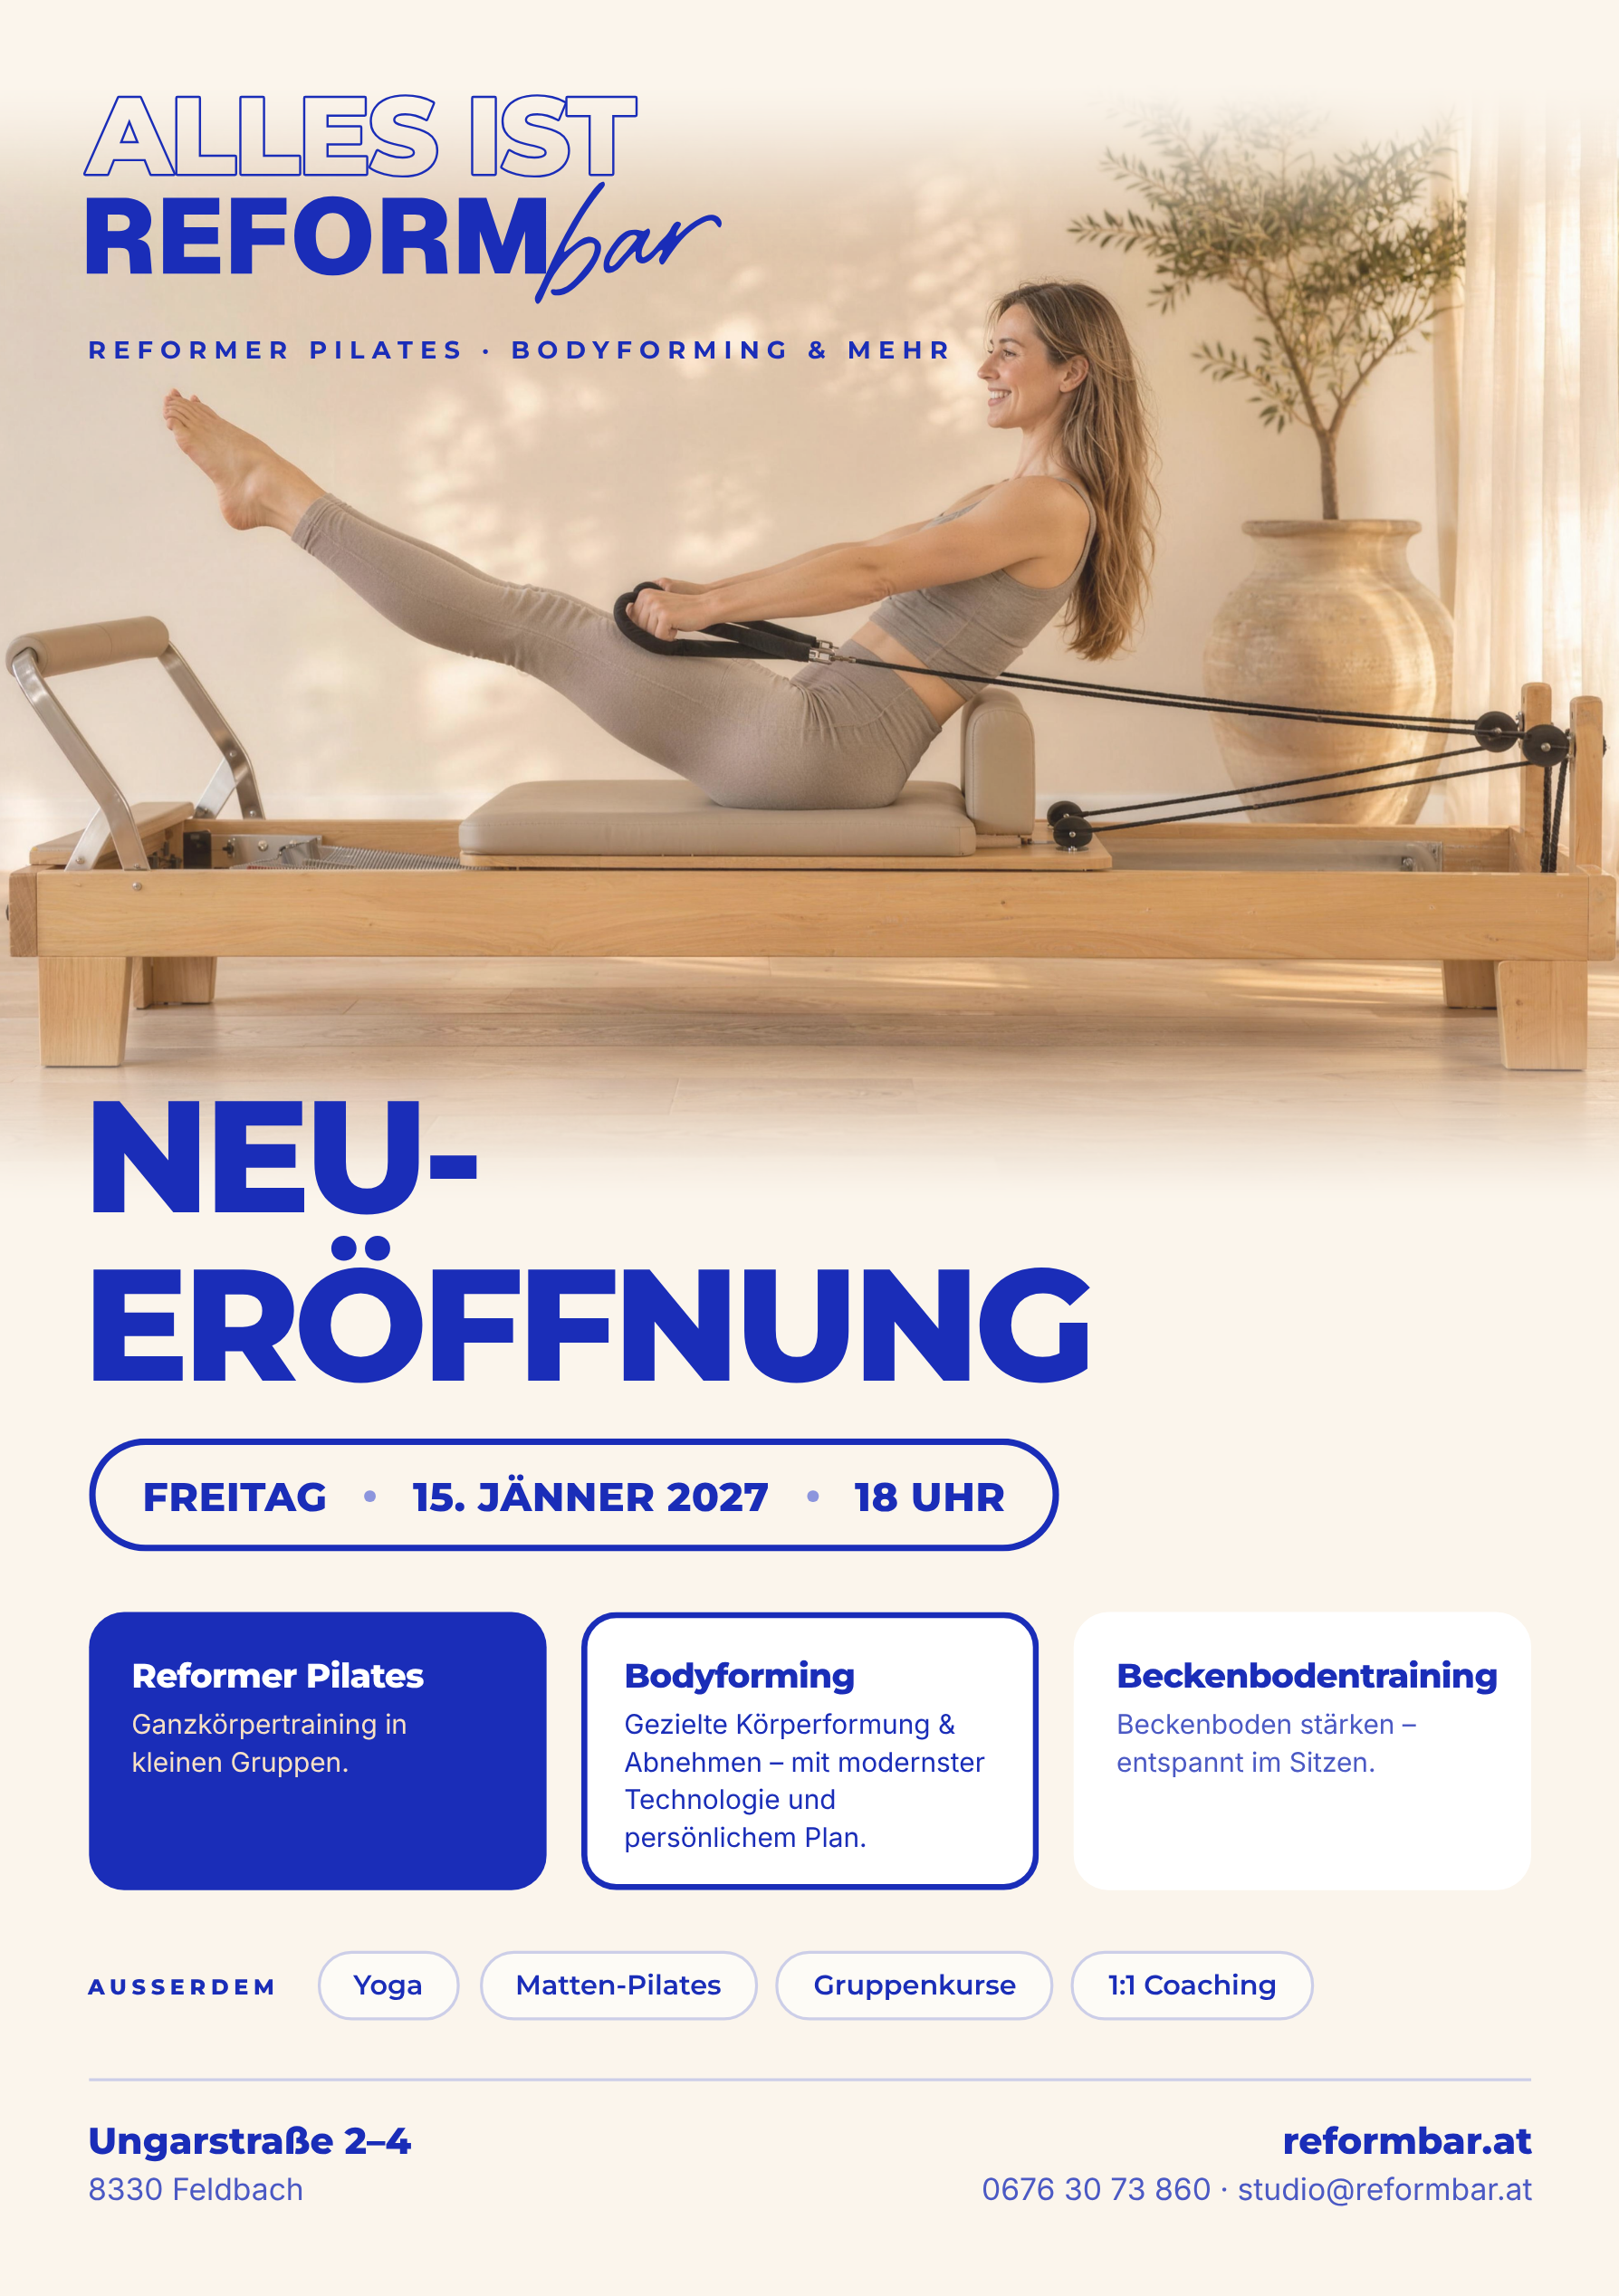 ALLES IST
REFORMbar
REFORMER PILATES · BODYFORMING & MEHR
NEU-
ERÖFFNUNG
FREITAG • 15. JÄNNER 2027 • 18 UHR
Reformer Pilates
Ganzkörpertraining in
kleinen Gruppen.
Bodyforming
Gezielte Körperformung &
Abnehmen – mit modernster
Technologie und
persönlichem Plan.
Beckenbodentraining
Beckenboden stärken –
entspannt im Sitzen.
AUSSERDEM Yoga Matten-Pilates Gruppenkurse 1:1 Coaching
Ungarstraße 2–4
8330 Feldbach
reformbar.at
0676 30 73 860 · studio@reformbar.at